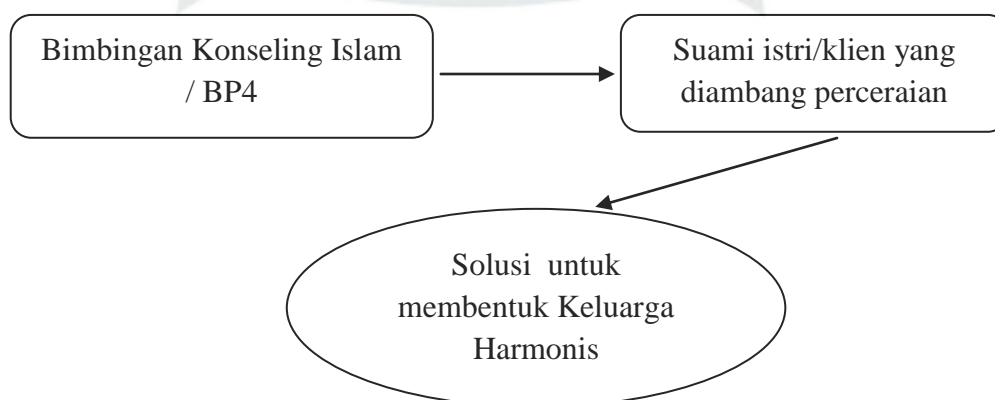 Bimbingan Konseling Islam
/ BP4
Suami istri/klien yang
diambang perceraian
Solusi untuk
membentuk Keluarga
Harmonis